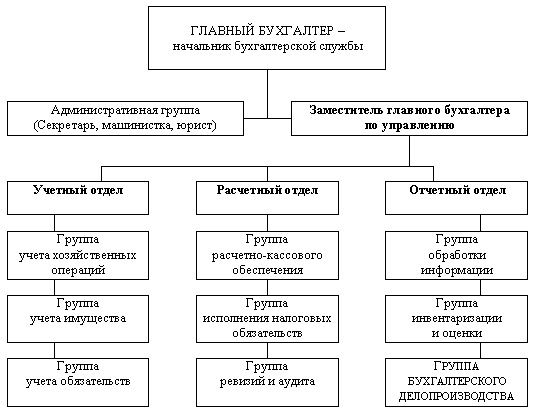 ГЛАВНЫЙ БУХГАЛТЕР –
начальник бухгалтерской службы
Административная группа
(Секретарь, машинистка, юрист)
Заместитель главного бухгалтера
по управлению
Учетный отдел
Расчетный отдел
Отчетный отдел
Группа
учета хозяйственных
операций
Группа
расчетно-кассового
обеспечения
Группа
обработки
информации
Группа
учета имущества
Группа
исполнения налоговых
обязательств
Группа
инвентаризации
и оценки
Группа
учета обязательств
Группа
ревизий и аудита
ГРУППА
БУХГАЛТЕРСКОГО
ДЕЛОПРОИЗВОДСТВА